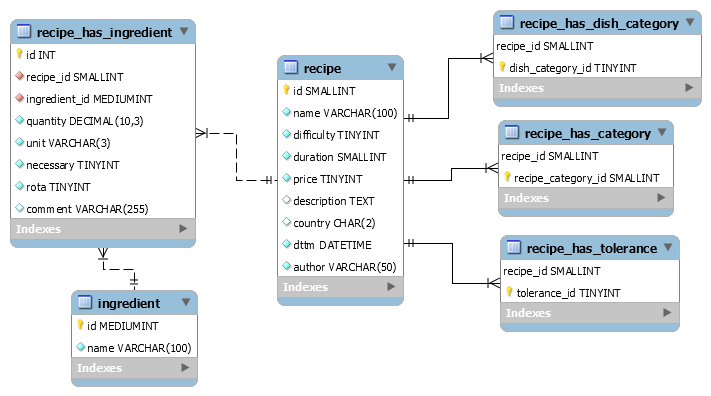 recipe_has_ingredient
id INT
recipe_id SMALLINT
ingredient_id MEDIUMINT
quantity DECIMAL(10,3)
unit VARCHAR(3)
necessary TINYINT
rota TINYINT
comment VARCHAR(255)
Indexes
ingredient
id MEDIUMINT
name VARCHAR(100)
Indexes
recipe
id SMALLINT
name VARCHAR(100)
difficulty TINYINT
duration SMALLINT
price TINYINT
description TEXT
country CHAR(2)
dttm DATETIME
author VARCHAR(50)
Indexes
recipe_has_dish_category
recipe_id SMALLINT
dish_category_id TINYINT
Indexes
recipe_has_category
recipe_id SMALLINT
recipe_category_id SMALLINT
Indexes
recipe_has_tolerance
recipe_id SMALLINT
tolerance_id TINYINT
Indexes